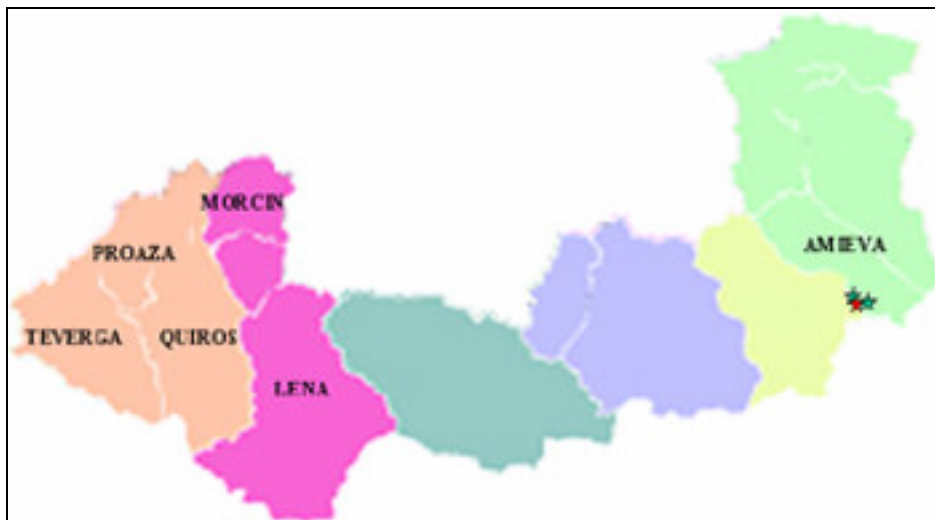 MORCIN
PROAZA
AMIEVA
TEVERGA
QUIROS
LENA